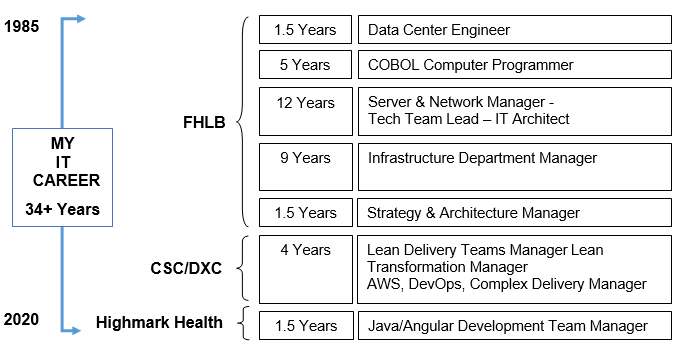 1985
MY
IT
CAREER
34+ Years
2020
FHLB
1.5 Years Data Center Engineer
5 Years COBOL Computer Programmer
12 Years Server & Network Manager -
Tech Team Lead – IT Architect
9 Years Infrastructure Department Manager
1.5 Years Strategy & Architecture Manager
CSC/DXC
4 Years Lean Delivery Teams Manager Lean
Transformation Manager
AWS, DevOps, Complex Delivery Manager
Highmark Health
1.5 Years Java/Angular Development Team Manager